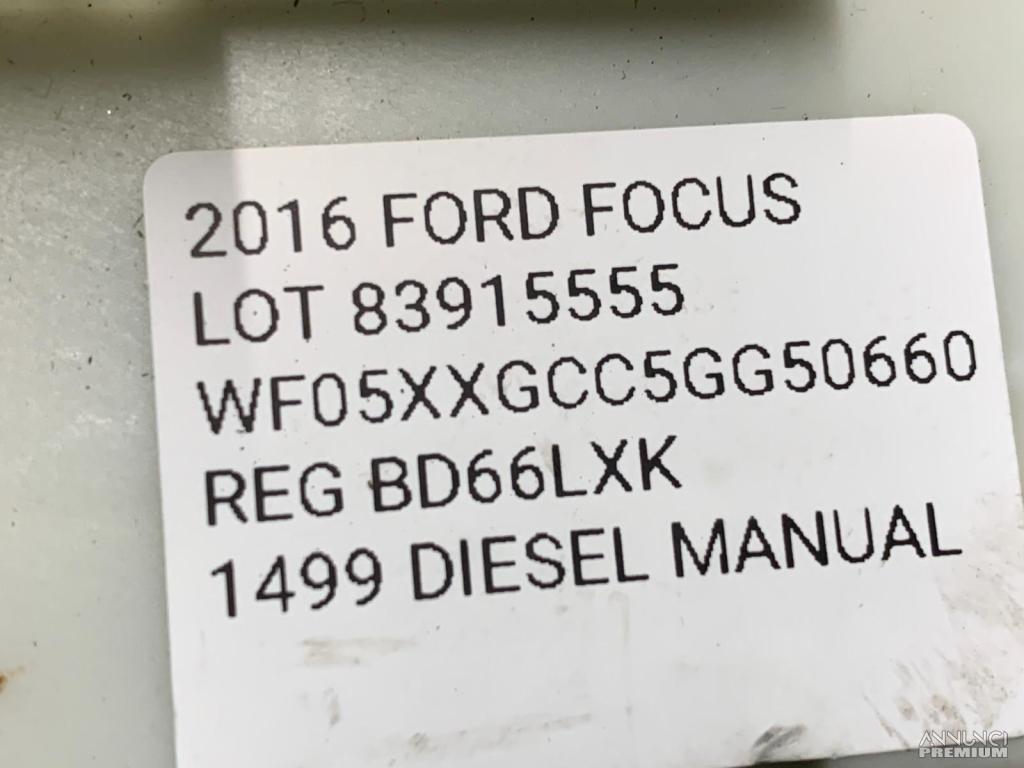 2016 FORD FOCUS
LOT 83915555
WF05XXGCC5GG50660
REG BD66LXK
1499 DIESEL MANUAL
ANNUNCI
PREMIUM